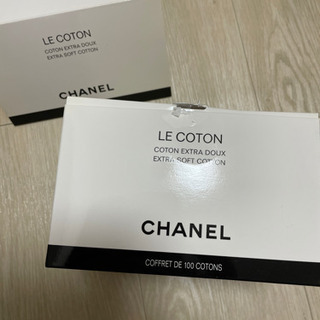 LE COTON
COTON EXTRA DOUX
EXTRA SOFT COTTON
CHANEL
LE COTON
COTON EXTRA DOUX
EXTRA SOFT COTTON
CHANEL
COFFRET DE 100 COTONS